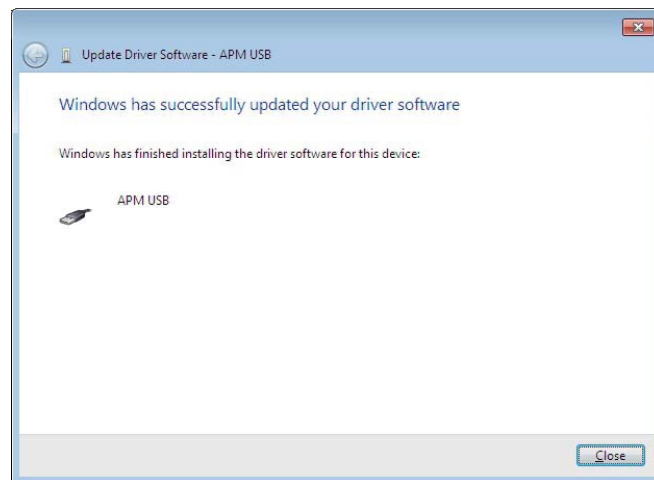 Update Driver Software - APM USB
Windows has successfully updated your driver software
Windows has finished installing the driver software for this device:
APM USB
Close